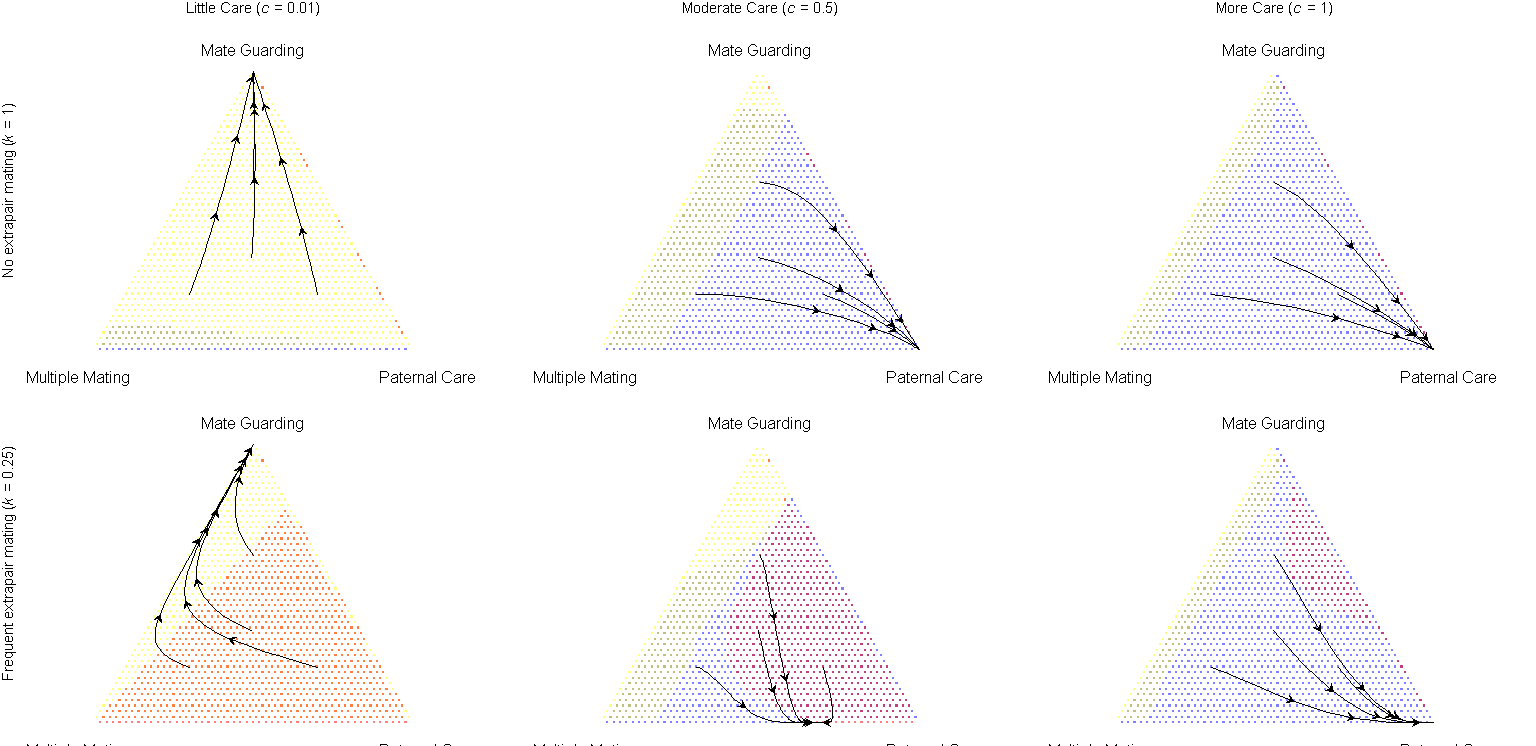 Little Care (c = 0.01) Moderate Care (c = 0.5) More Care (c = 1)
No extrapair mating (k = 1)
Mate Guarding Mate Guarding Mate Guarding
Multiple Mating Paternal Care Multiple Mating Paternal Care Multiple Mating Paternal Care
Frequent extrapair mating (k = 0.25)
Mate Guarding Mate Guarding Mate Guarding